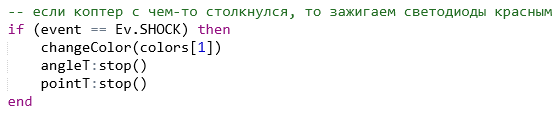 -- если коптер с чем-то столкнулся, то зажигаем светодиоды красным
if (event == Ev.SHOCK) then
    changeColor(colors[1])
    angleT:stop()
    pointT:stop()
end